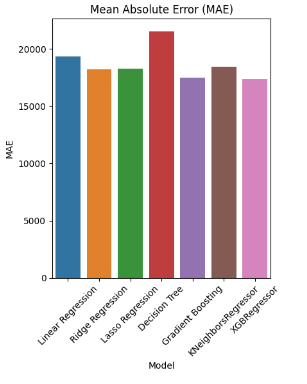 Mean Absolute Error (MAE)
20000
15000
10000
5000
0
MAE
Linear Regression
Ridge Regression
Lasso Regression
Decision Tree
Gradient Boosting
KNeighborsRegressor
XGBRegressor
Model